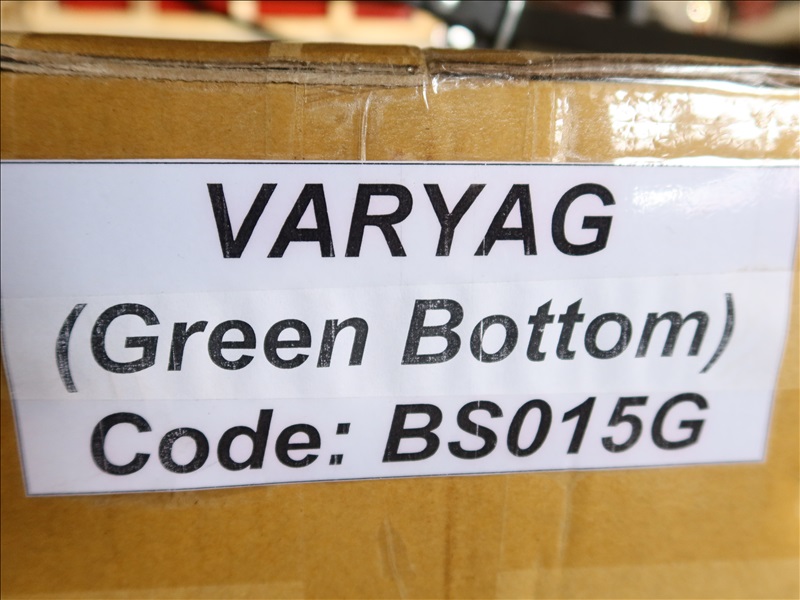 VARYAG
(Green Bottom)
Code: BS015G